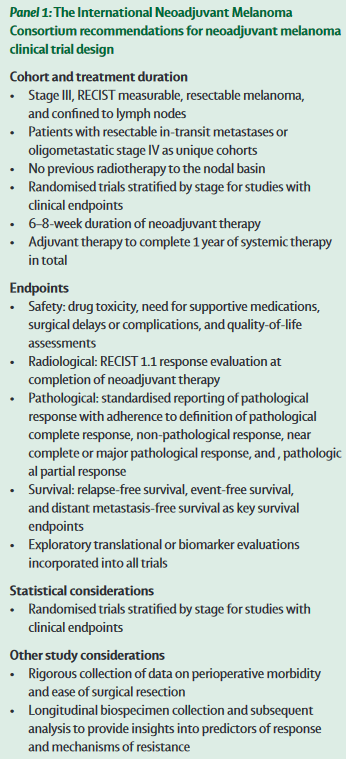 Panel 1: The International Neoadjuvant Melanoma
Consortium recommendations for neoadjuvant melanoma
clinical trial design
Cohort and treatment duration
• Stage III, RECIST measurable, resectable melanoma,
and confined to lymph nodes
• Patients with resectable in-transit metastases or
oligometastatic stage IV as unique cohorts
• No previous radiotherapy to the nodal basin
• Randomised trials stratified by stage for studies with
clinical endpoints
• 6–8-week duration of neoadjuvant therapy
• Adjuvant therapy to complete 1 year of systemic therapy
in total
Endpoints
• Safety: drug toxicity, need for supportive medications,
surgical delays or complications, and quality-of-life
assessments
• Radiological: RECIST 1.1 response evaluation at
completion of neoadjuvant therapy
• Pathological: standardised reporting of pathological
response with adherence to definition of pathological
complete response, non-pathological response, near
complete or major pathological response, and , pathologic
al partial response
• Survival: relapse-free survival, event-free survival,
and distant metastasis-free survival as key survival
endpoints
• Exploratory translational or biomarker evaluations
incorporated into all trials
Statistical considerations
• Randomised trials stratified by stage for studies with
clinical endpoints
Other study considerations
• Rigorous collection of data on perioperative morbidity
and ease of surgical resection
• Longitudinal biospecimen collection and subsequent
analysis to provide insights into predictors of response
and mechanisms of resistance